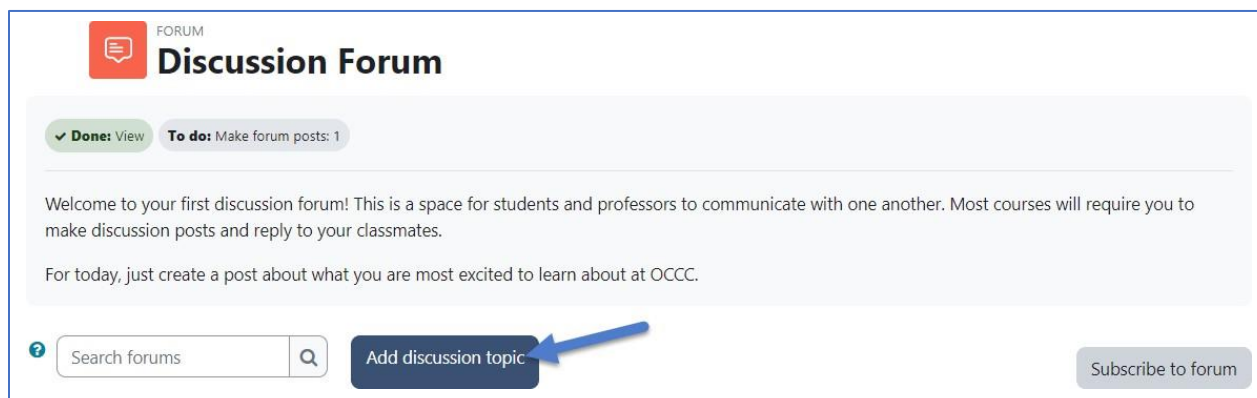 FORUM
Discussion Forum
Done: View To do: Make forum posts: 1
Welcome to your first discussion forum! This is a space for students and professors to communicate with one another. Most courses will require you to
make discussion posts and reply to your classmates.
For today, just create a post about what you are most excited to learn about at OCCC.
? Search forums Add discussion topic
Subscribe to forum